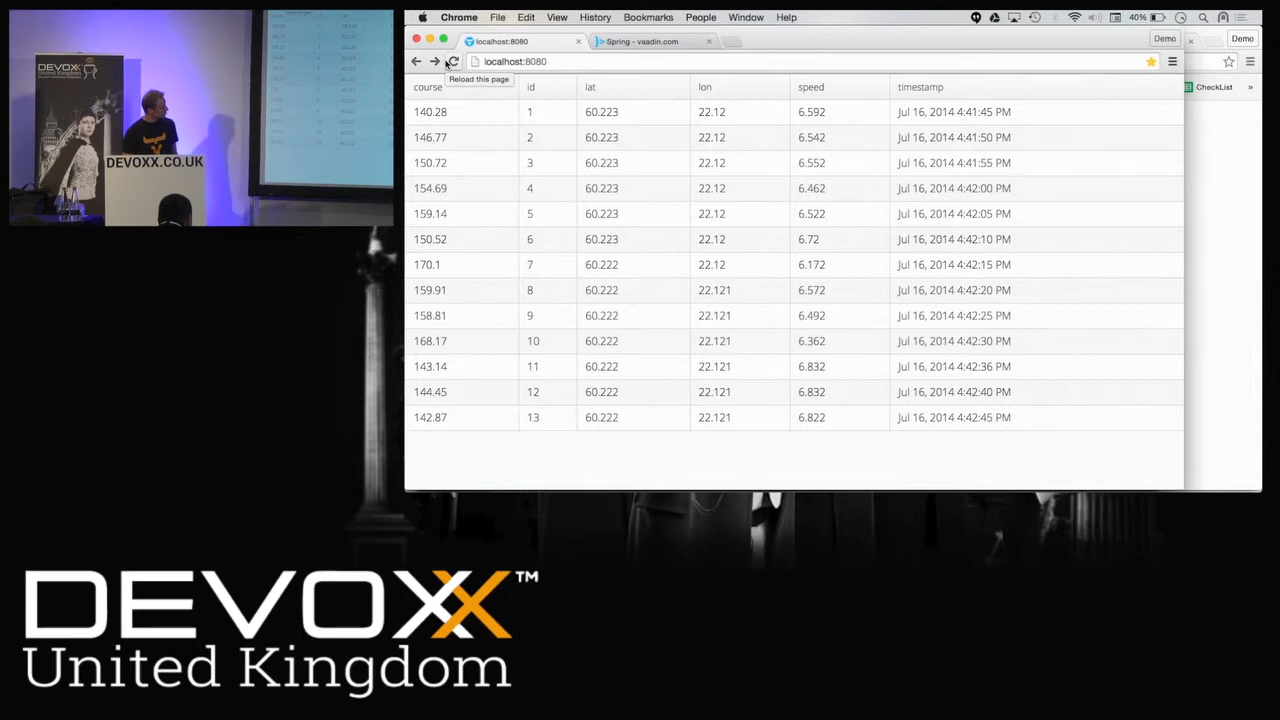 Chrome File Edit View History Bookmarks People Window Help 40%
localhost:8080 Spring - vaadin.com Demo Demo
localhost:8080
Reload this page
CheckList »
course id lat lon speed timestamp
140.28 1 60.223 22.12 6.592 Jul 16, 2014 4:41:45 PM
146.77 2 60.223 22.12 6.542 Jul 16, 2014 4:41:50 PM
150.72 3 60.223 22.12 6.552 Jul 16, 2014 4:41:55 PM
154.69 4 60.223 22.12 6.462 Jul 16, 2014 4:42:00 PM
159.14 5 60.223 22.12 6.522 Jul 16, 2014 4:42:05 PM
150.52 6 60.223 22.12 6.72 Jul 16, 2014 4:42:10 PM
170.1 7 60.222 22.12 6.172 Jul 16, 2014 4:42:15 PM
159.91 8 60.222 22.121 6.572 Jul 16, 2014 4:42:20 PM
158.81 9 60.222 22.121 6.492 Jul 16, 2014 4:42:25 PM
168.17 10 60.222 22.121 6.362 Jul 16, 2014 4:42:30 PM
143.14 11 60.222 22.121 6.832 Jul 16, 2014 4:42:36 PM
144.45 12 60.222 22.121 6.832 Jul 16, 2014 4:42:40 PM
142.87 13 60.222 22.121 6.822 Jul 16, 2014 4:42:45 PM
DEVOXX
United Kingdom
DEVOXX.CO.UK
DEVOXX™
United Kingdom